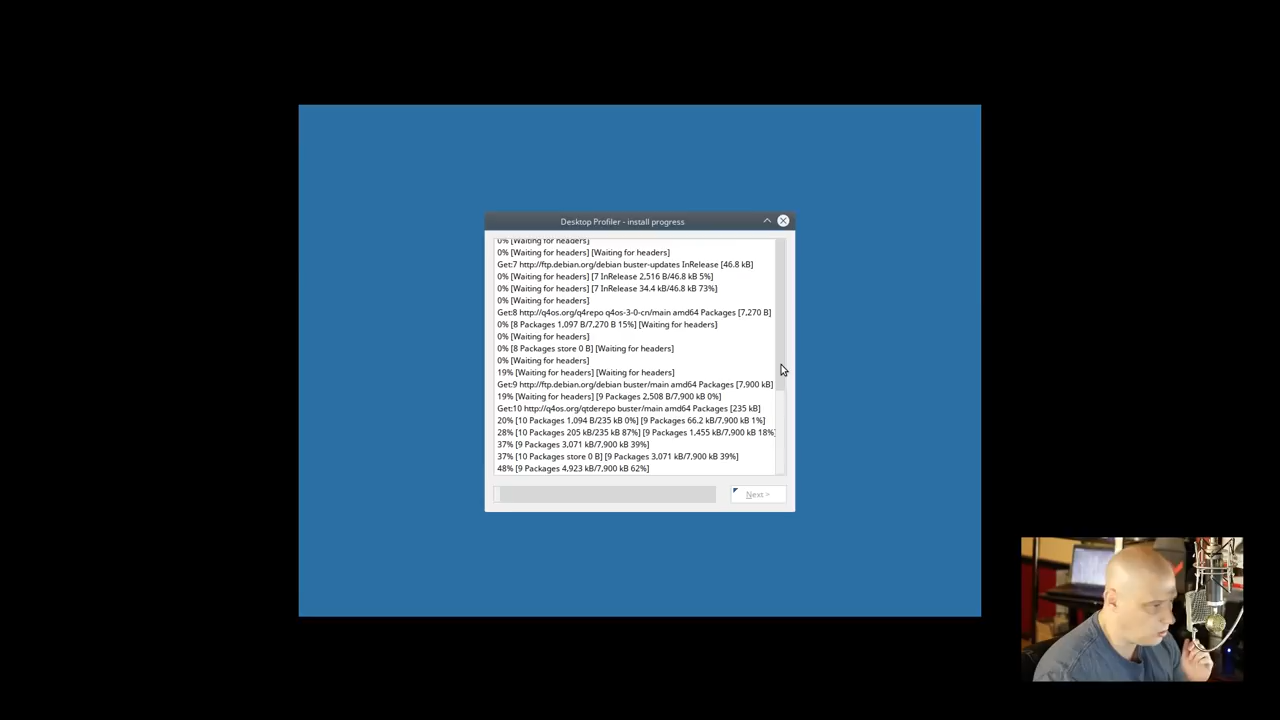 Desktop Profiler - install progress
0% [Waiting for headers]
0% [Waiting for headers] [Waiting for headers]
Get:7 http://ftp.debian.org/debian buster-updates InRelease [46.8 kB]
0% [Waiting for headers] [7 InRelease 2,516 B/46.8 kB 5%]
0% [Waiting for headers] [7 InRelease 34.4 kB/46.8 kB 73%]
0% [Waiting for headers]
Get:8 http://q4os.org/q4repo q4os-3-0-cn/main amd64 Packages [7,270 B]
0% [8 Packages 1,097 B/7,270 B 15%] [Waiting for headers]
0% [Waiting for headers]
0% [8 Packages store 0 B] [Waiting for headers]
0% [Waiting for headers]
19% [Waiting for headers] [Waiting for headers]
Get:9 http://ftp.debian.org/debian buster/main amd64 Packages [7,900 kB]
19% [Waiting for headers] [9 Packages 2,508 B/7,900 kB 0%]
Get:10 http://q4os.org/qtderepo buster/main amd64 Packages [235 kB]
20% [10 Packages 1,094 B/235 kB 0%] [9 Packages 66.2 kB/7,900 kB 1%]
28% [10 Packages 205 kB/235 kB 87%] [9 Packages 1,455 kB/7,900 kB 18%]
37% [9 Packages 3,071 kB/7,900 kB 39%]
37% [10 Packages store 0 B] [9 Packages 3,071 kB/7,900 kB 39%]
48% [9 Packages 4,923 kB/7,900 kB 62%]
Next >